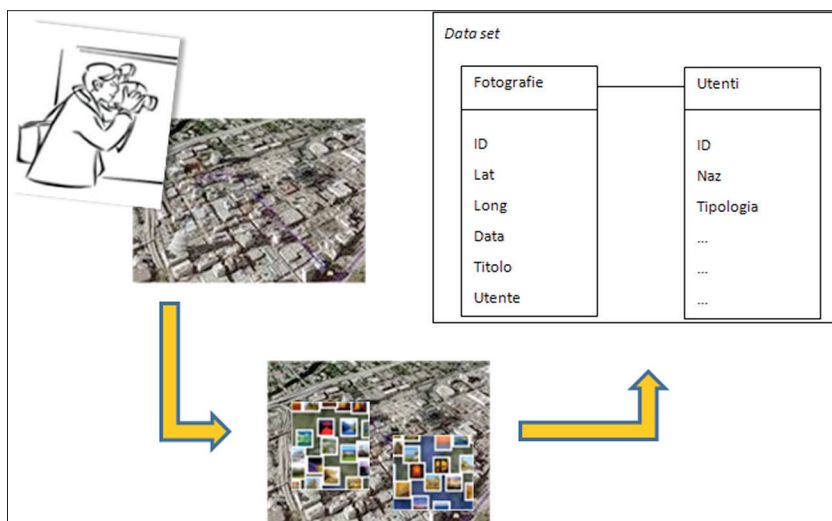 Data set
Fotografie
ID
Lat
Long
Data
Titolo
Utente
Utenti
ID
Naz
Tipologia
...
...
...